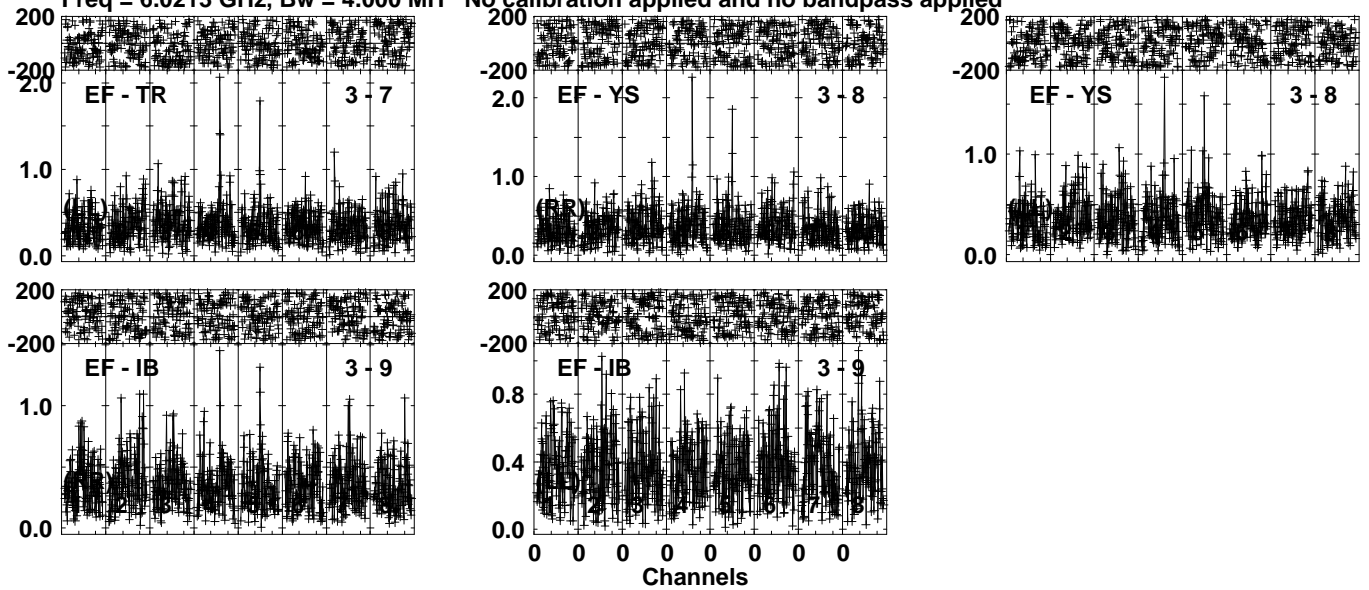 Freq = 6.0213 GHz, Bw = 4.000 MH No calibration applied and no bandpass applied
200
-200
EF - TR 3 - 7
2.0
1.0
0.0
EF - YS 3 - 8
2.0
1.0
(RR)
0.0
200
-200
EF - YS 3 - 8
1.0
0.0
200
-200
EF - IB 3 - 9
1.0
0.0
200
-200
EF - IB 3 - 9
0.8
0.4
0.0
0 0 0 0 0 0 0 0
Channels